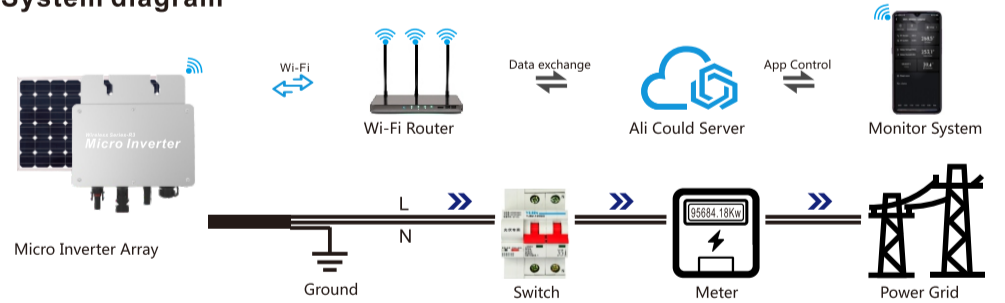 System diagram
Wi-Fi
Data exchange
App Control
Wi-Fi Router
Ali Could Server
Monitor System
Micro Inverter
L
N
95684.18Kw
Micro Inverter Array
Ground
Switch
Meter
Power Grid